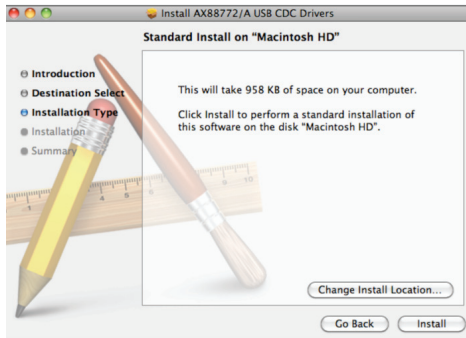 Install AX88772/A USB CDC Drivers
Standard Install on “Macintosh HD”
Introduction
Destination Select
Installation Type
Installation
Summary
This will take 958 KB of space on your computer.
Click Install to perform a standard installation of
this software on the disk “Macintosh HD”.
Change Install Location...
Go Back
Install